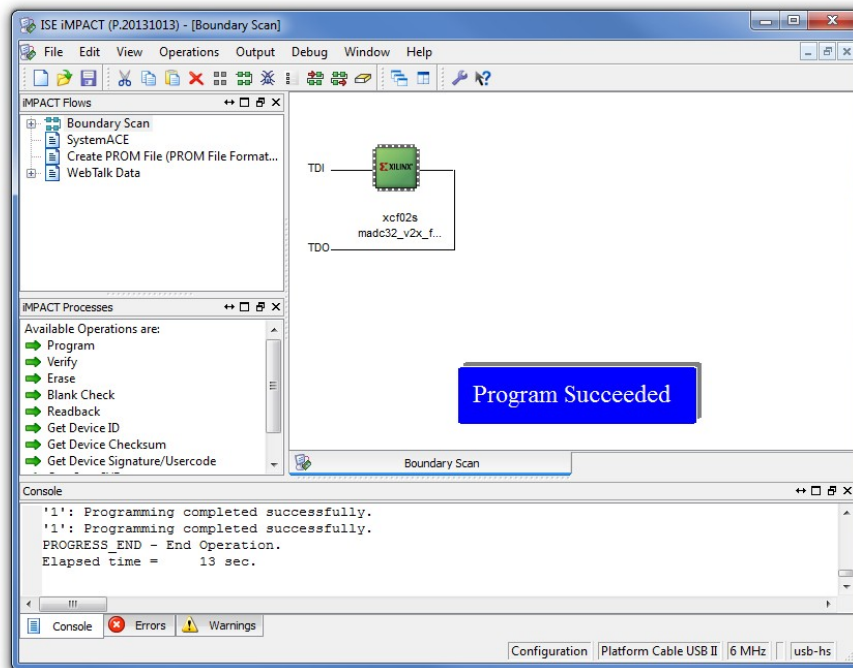 ISE iMPACT (P.20131013) - [Boundary Scan]
File Edit View Operations Output Debug Window Help
iMPACT Flows
Boundary Scan
SystemACE
Create PROM File (PROM File Format...
WebTalk Data
TDI
XILINX
xcf02s
madc32_v2x_f...
TDO
iMPACT Processes
Available Operations are:
Program
Verify
Erase
Blank Check
Readback
Get Device ID
Get Device Checksum
Get Device Signature/Usercode
Program Succeeded
Boundary Scan
Console
'1': Programming completed successfully.
'1': Programming completed successfully.
PROGRESS_END - End Operation.
Elapsed time =     13 sec.
Console Errors Warnings
Configuration Platform Cable USB II 6 MHz usb-hs